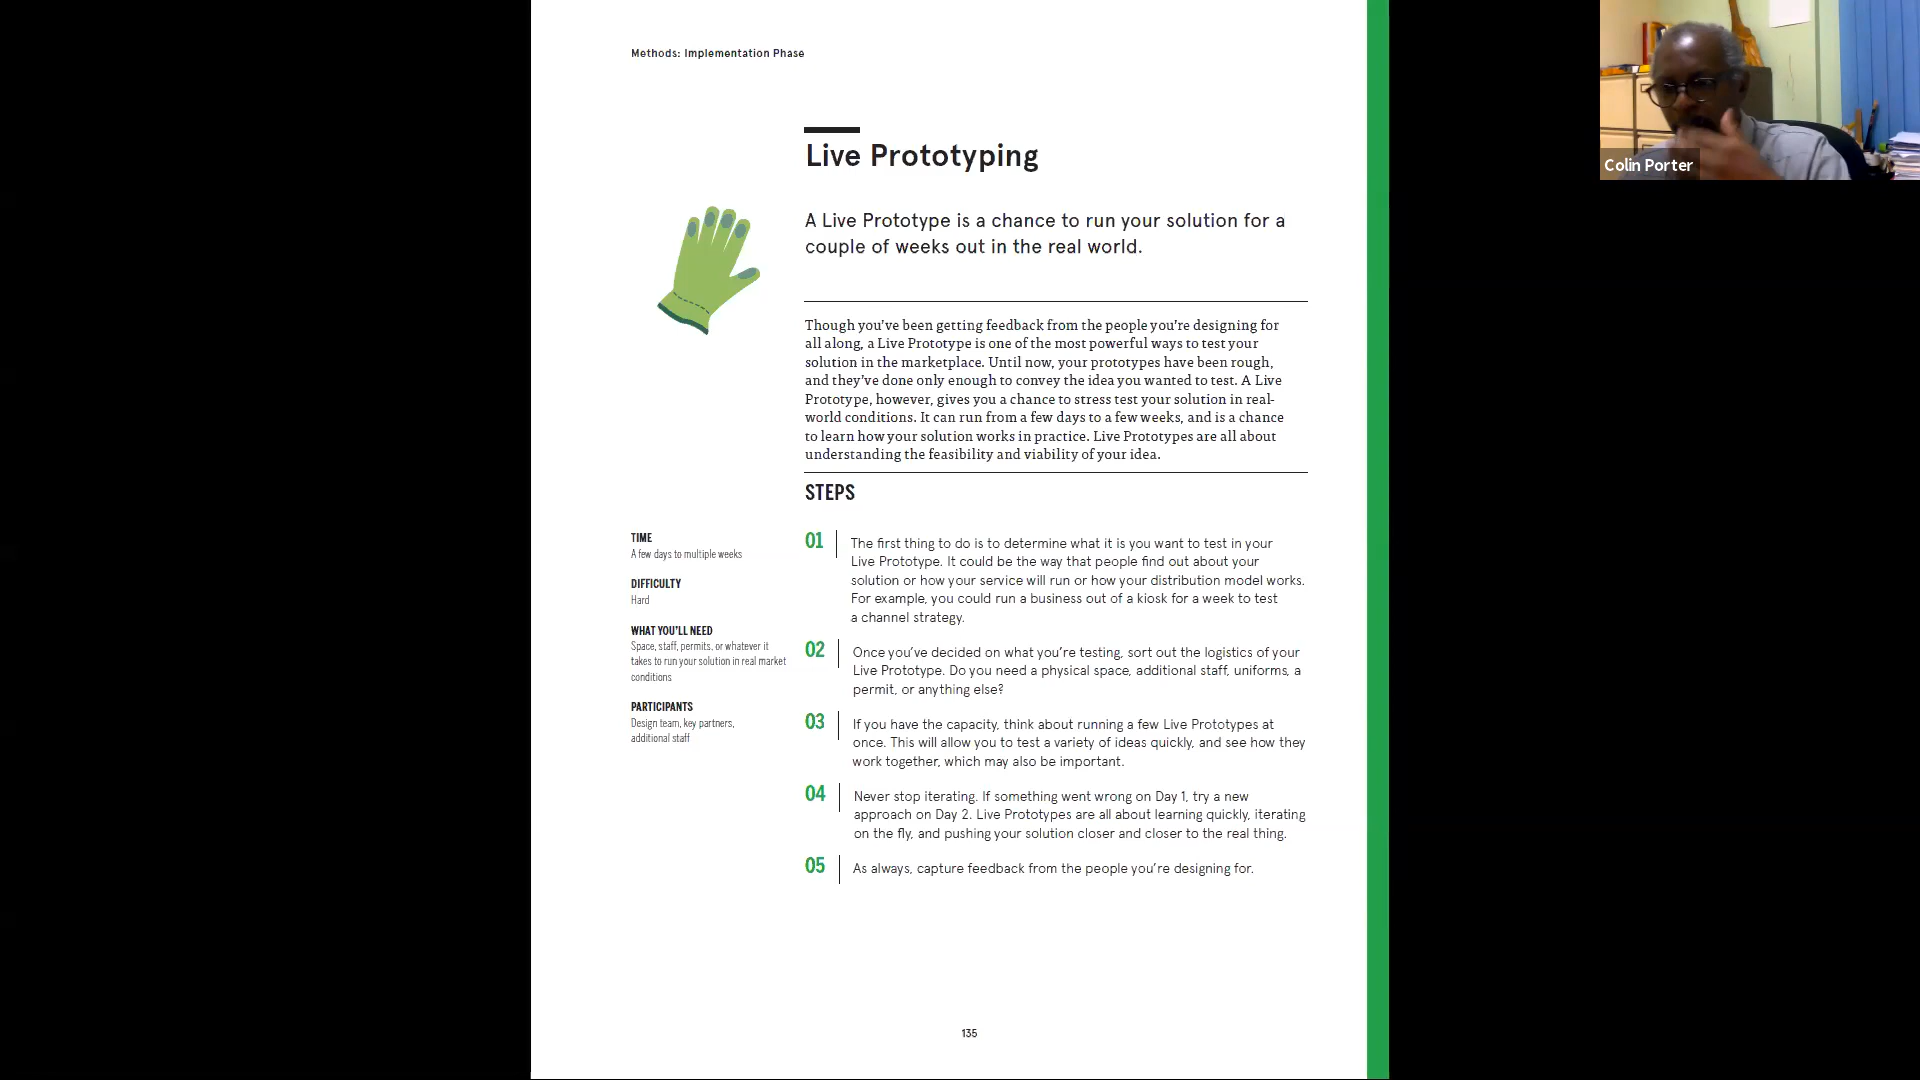 Methods: Implementation Phase
Live Prototyping
A Live Prototype is a chance to run your solution for a
couple of weeks out in the real world.
Though you've been getting feedback from the people you're designing for
all along, a Live Prototype is one of the most powerful ways to test your
solution in the marketplace. Until now, your prototypes have been rough,
and they've done only enough to convey the idea you wanted to test. A Live
Prototype, however, gives you a chance to stress test your solution in real-
world conditions. It can run from a few days to a few weeks, and is a chance
to learn how your solution works in practice. Live Prototypes are all about
understanding the feasibility and viability of your idea.
STEPS
TIME
A few days to multiple weeks
DIFFICULTY
Hard
WHAT YOU'LL NEED
Space, staff, permits, or whatever it
takes to run your solution in real market
conditions
PARTICIPANTS
Design team, key partners,
additional staff
01
The first thing to do is to determine what it is you want to test in your
Live Prototype. It could be the way that people find out about your
solution or how your service will run or how your distribution model works.
For example, you could run a business out of a kiosk for a week to test
a channel strategy.
02
Once you've decided on what you're testing, sort out the logistics of your
Live Prototype. Do you need a physical space, additional staff, uniforms, a
permit, or anything else?
03
If you have the capacity, think about running a few Live Prototypes at
once. This will allow you to test a variety of ideas quickly, and see how they
work together, which may also be important.
04
Never stop iterating. If something went wrong on Day 1, try a new
approach on Day 2. Live Prototypes are all about learning quickly, iterating
on the fly, and pushing your solution closer and closer to the real thing.
05
As always, capture feedback from the people you're designing for.
135
Colin Porter